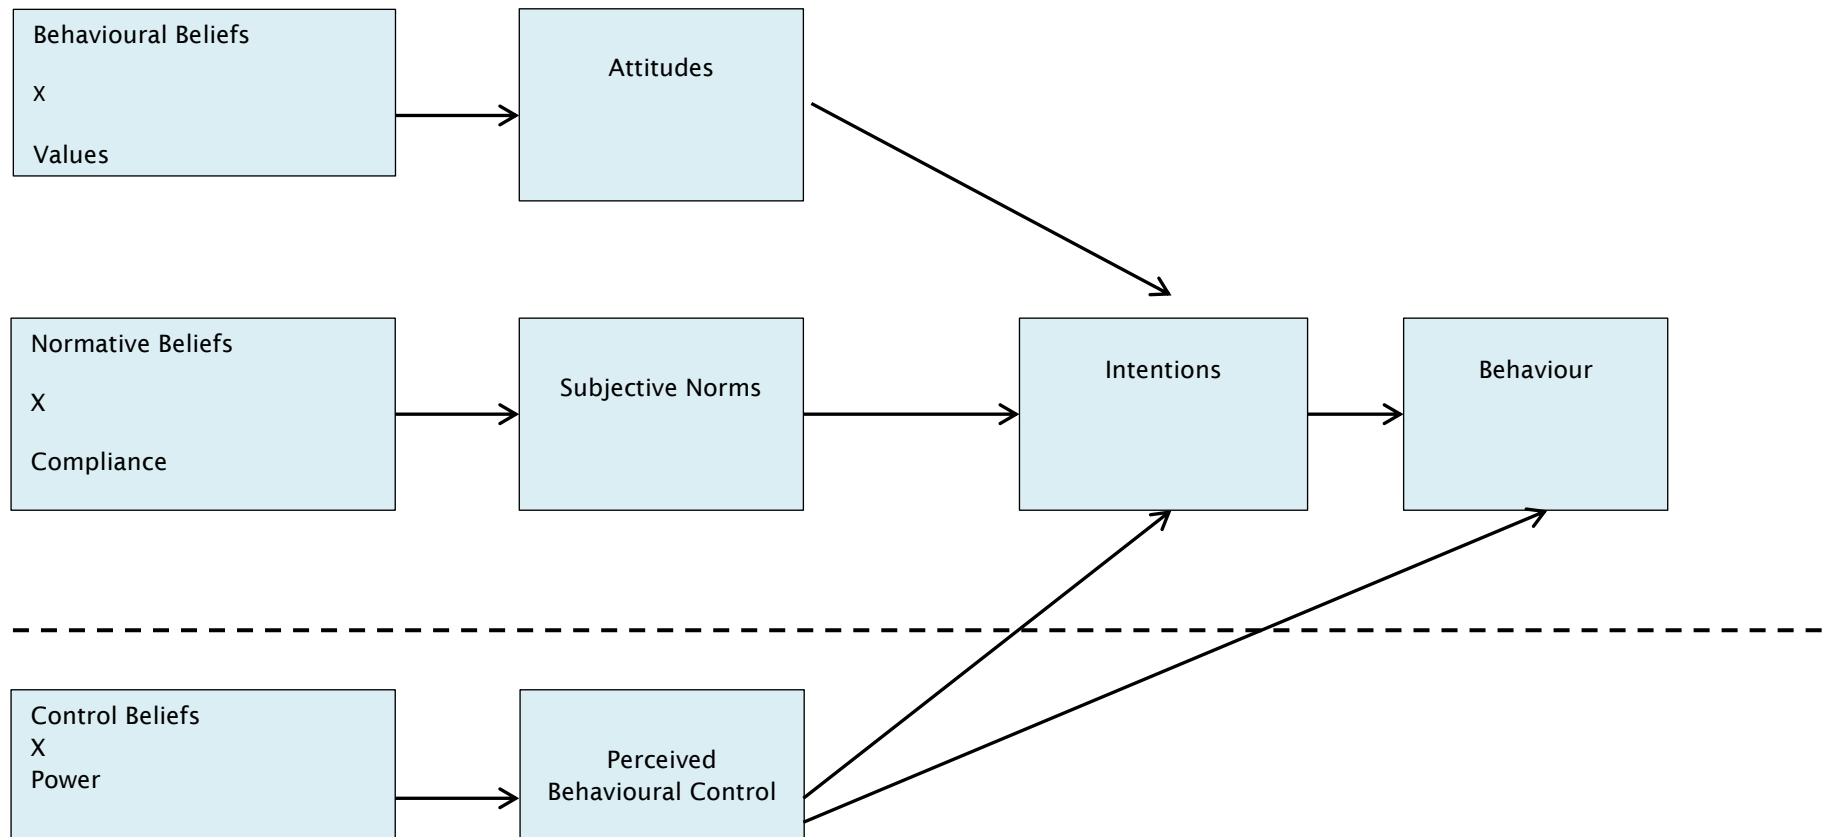 Behavioural Beliefs
X
Values
Attitudes
Normative Beliefs
X
Compliance
Subjective Norms
Intentions
Behaviour
Control Beliefs
X
Power
Perceived
Behavioural Control